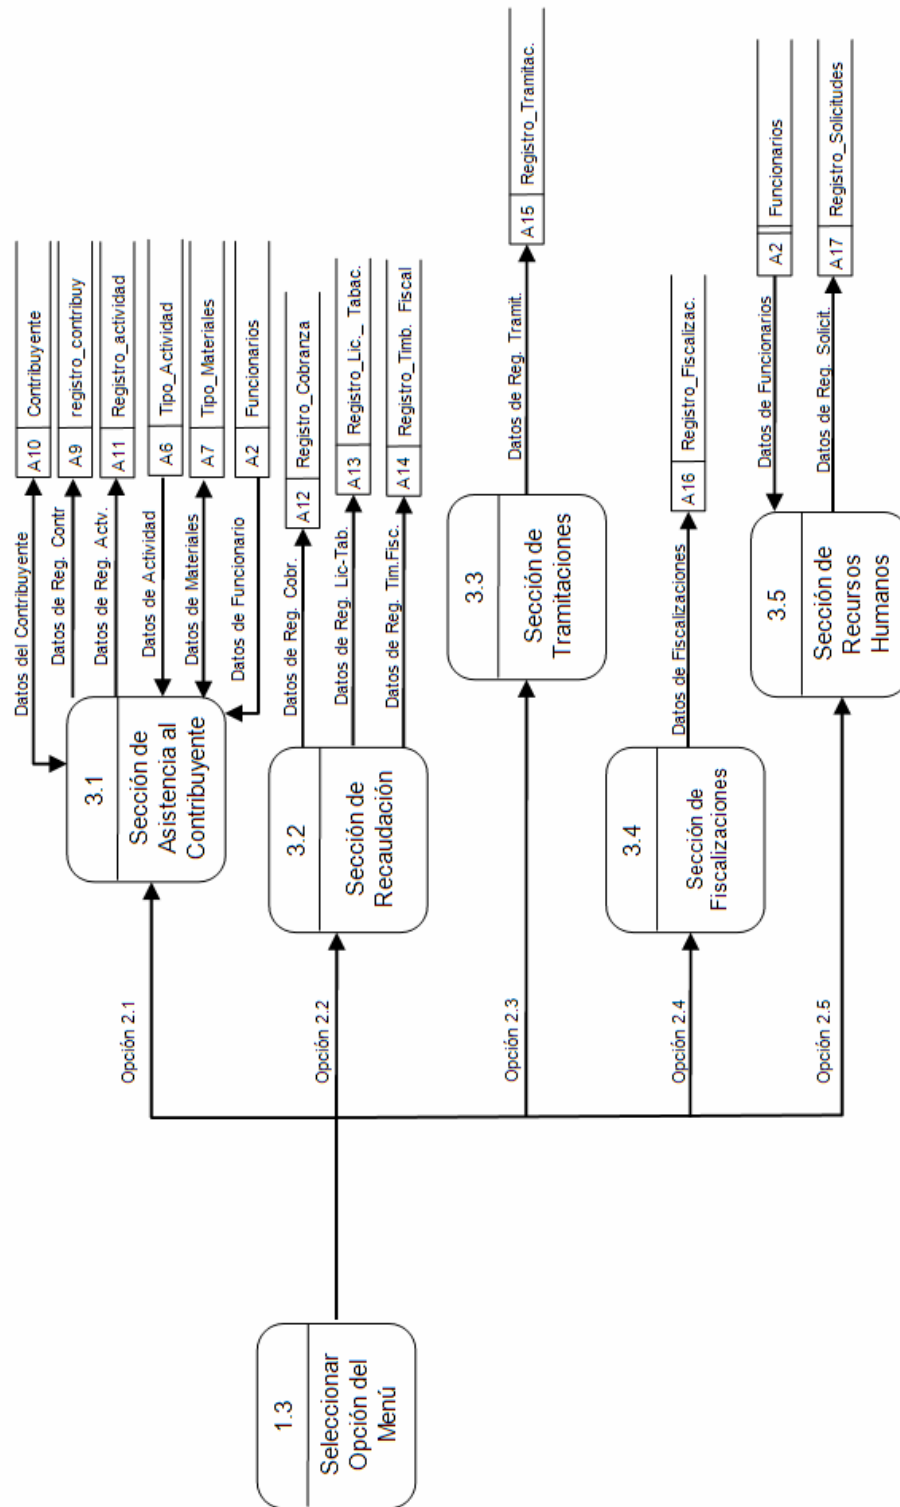 1.3
Seleccionar
Opción del
Menú
Opción 2.1
Opción 2.2
Opción 2.3
Opción 2.4
Opción 2.5
3.1
Sección de
Asistencia al
Contribuyente
Datos del Contribuyente
A10 Contribuyente
Datos de Reg. Contr
A9 registro_contribuy
Datos de Reg. Actv.
A11 Registro_actividad
Datos de Actividad
A6 Tipo_Actividad
Datos de Materiales
A7 Tipo_Materiales
Datos de Funcionario
A2 Funcionarios
3.2
Sección de
Recaudación
Datos de Reg. Cobr.
A12 Registro_Cobranza
Datos de Reg. Lic-Tab.
A13 Registro_Lic._ Tabac.
Datos de Reg. Tim.Fisc.
A14 Registro_Timb. Fiscal
3.3
Sección de
Tramitaciones
Datos de Reg. Tramit.
A15 Registro_Tramitac.
3.4
Sección de
Fiscalizaciones
Datos de Fiscalizaciones
A16 Registro_Fiscalizac.
3.5
Sección de
Recursos
Humanos
Datos de Funcionarios
A2 Funcionarios
Datos de Reg. Solicit.
A17 Registro_Solicitudes